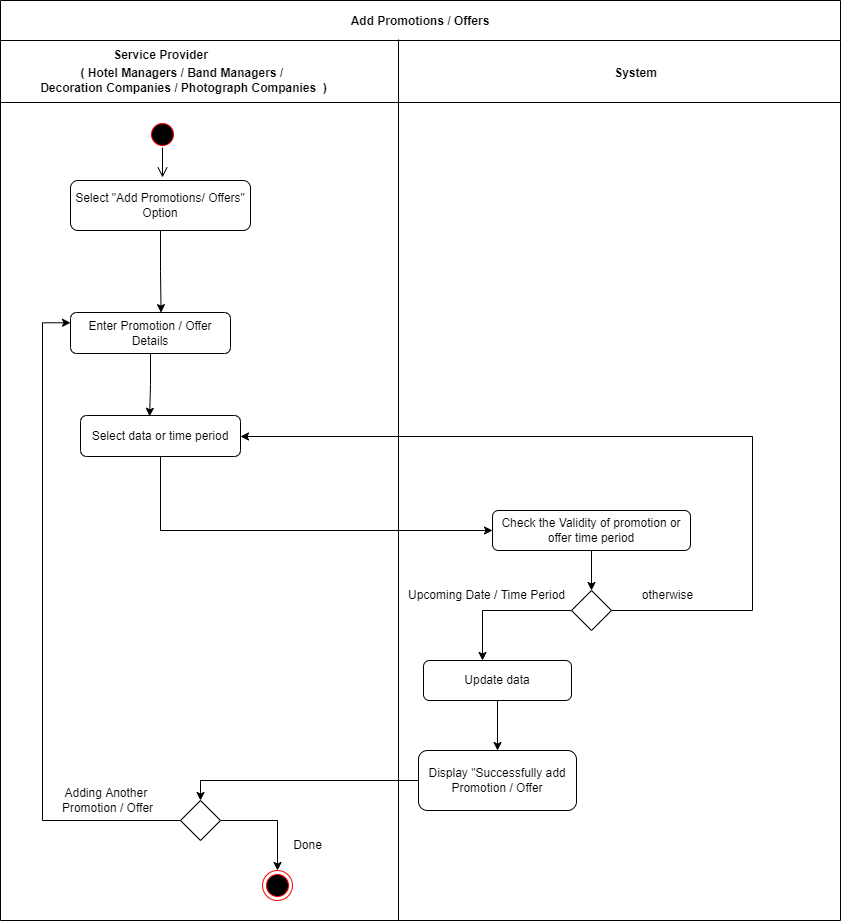 Add Promotions / Offers
Service Provider
( Hotel Managers / Band Managers /
Decoration Companies / Photograph Companies )
System
Select "Add Promotions/ Offers"
Option
Enter Promotion / Offer
Details
Select data or time period
Check the Validity of promotion or
offer time period
Upcoming Date / Time Period
otherwise
Update data
Display "Successfully add
Promotion / Offer
Adding Another
Promotion / Offer
Done